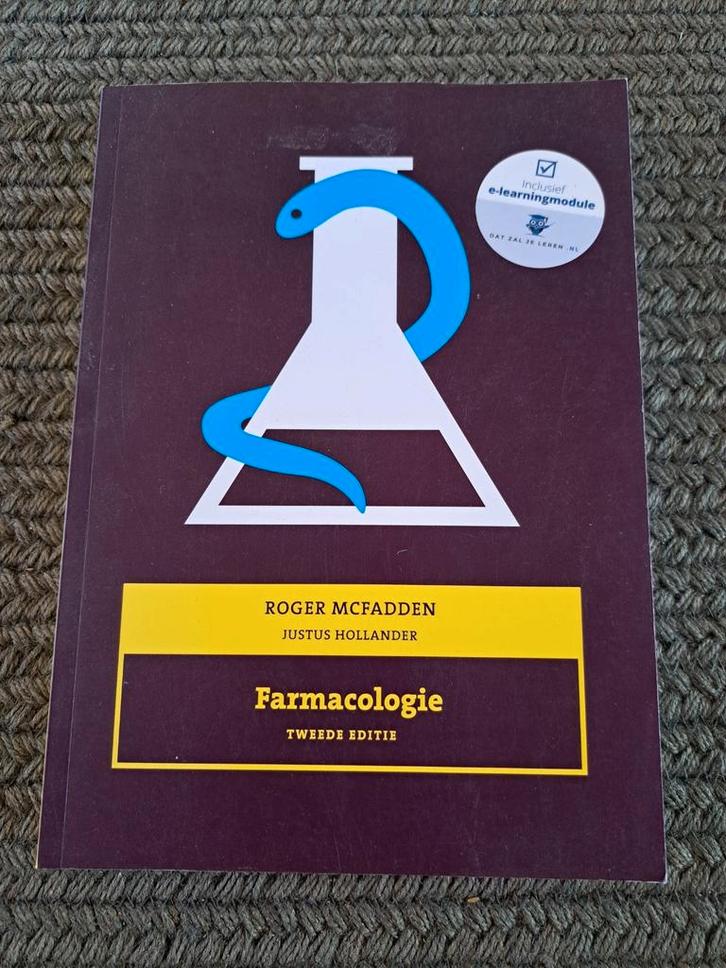 Inclusief
e-learningmodule
DAT ZAL JE LEREN .NL
ROGER MCFADDEN
JUSTUS HOLLANDER
Farmacologie
TWEEDE EDITIE